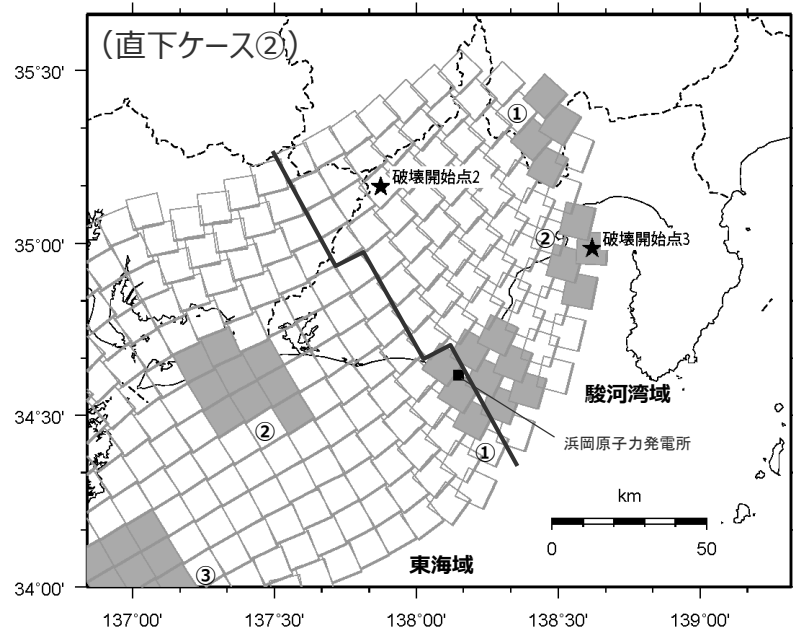 (直下ケース②)
35°30'
①
破壊開始点2
35°00'
②
破壊開始点3
駿河湾域
34°30'
②
①
浜岡原子力発電所
km
0
50
東海域
③
34°00'
137°00'
137°30'
138°00'
138°30'
139°00'